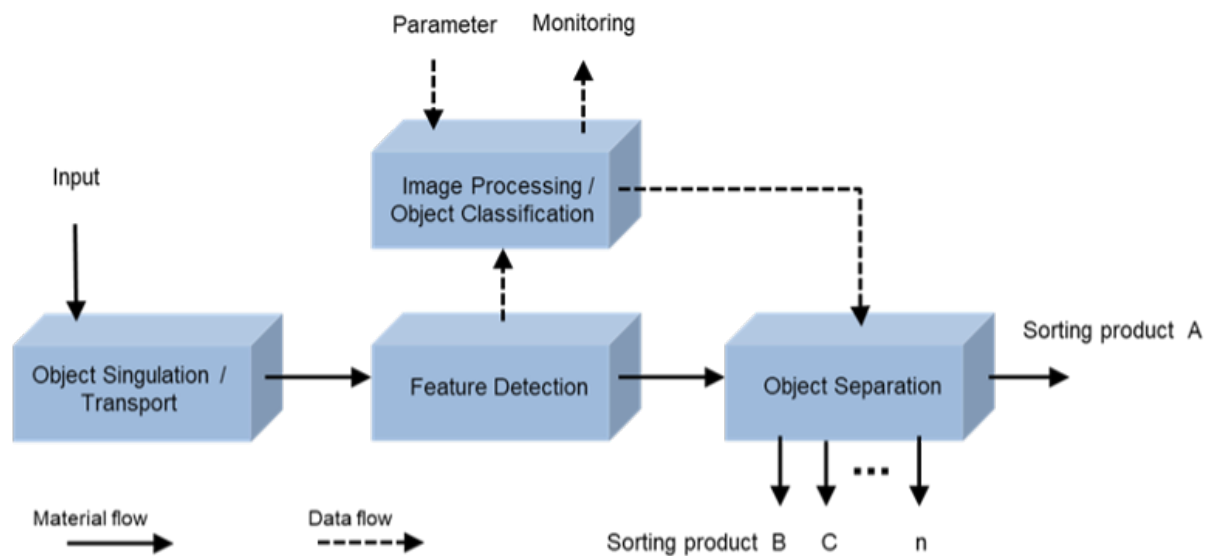 Parameter
Monitoring
Input
Image Processing /
Object Classification
Object Singulation /
Transport
Feature Detection
Object Separation
Sorting product A
Material flow
Data flow
Sorting product B C ... n